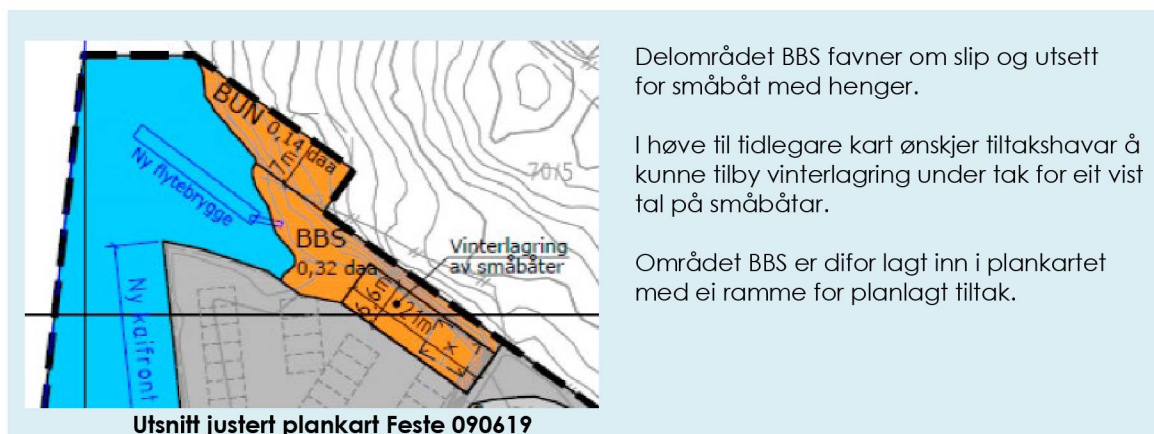 BUN
0,14 daa
7m
70/5
Ny flytebrygge
BBS
0,32 daa
Vinterlagring
av småbåter
Ny kaifront
Utsnitt justert plankart Feste 090619
Delområdet BBS favner om slip og utsett
for småbåt med henger.
I høve til tidlegare kart ønskjer tiltakshavar å
kunne tilby vinterlagring under tak for eit vist
tal på småbåtar.
Området BBS er difor lagt inn i plankartet
med ei ramme for planlagt tiltak.